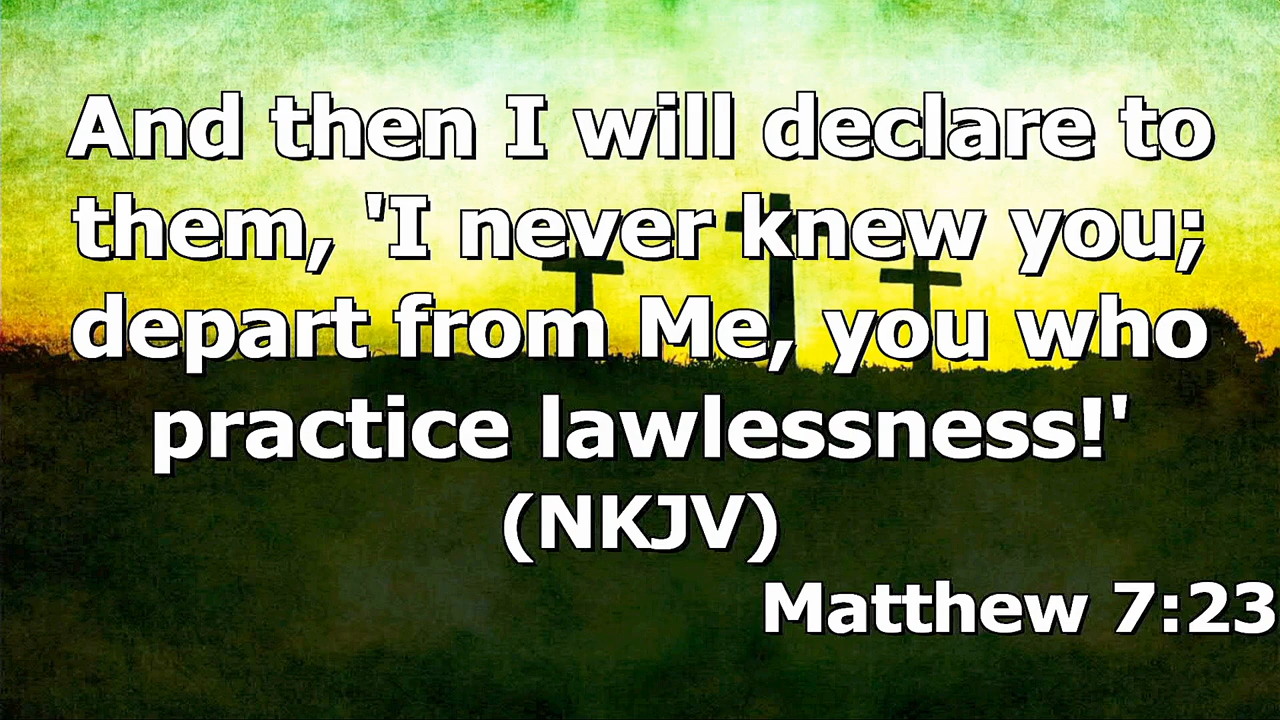 And then I will declare to
them, 'I never knew you;
depart from Me, you who
practice lawlessness!'
(NKJV)
Matthew 7:23